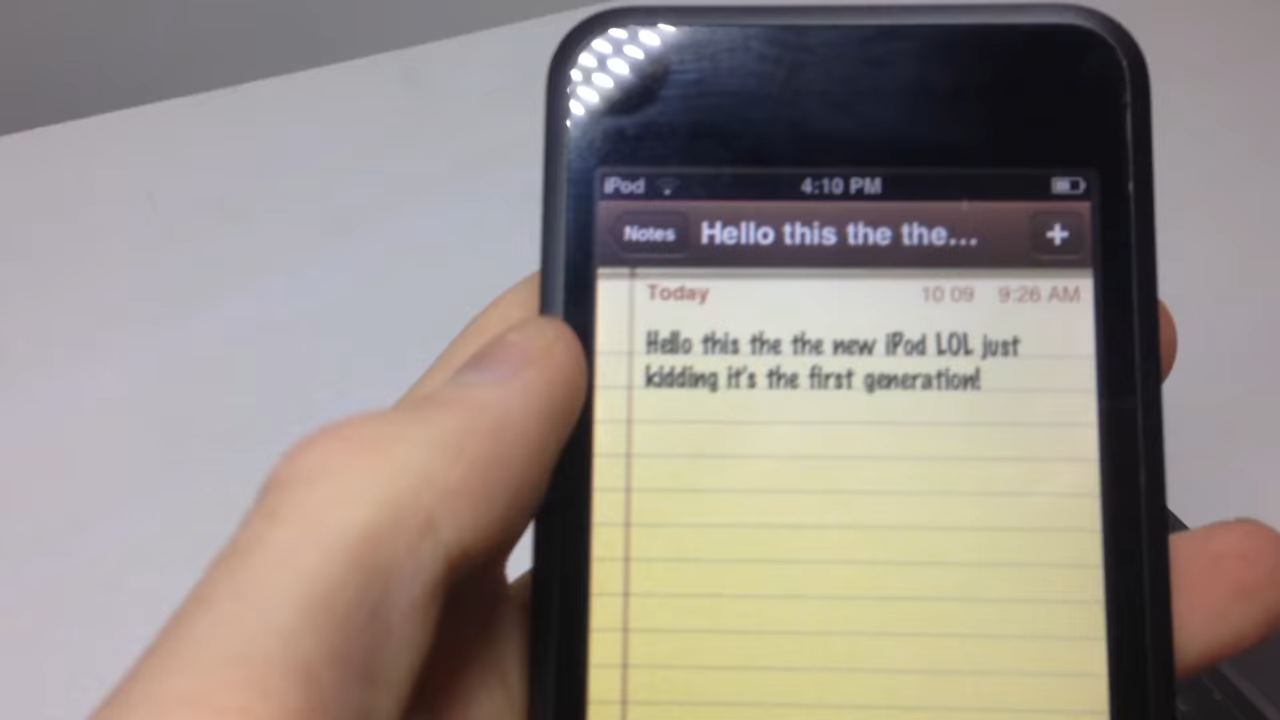 iPod 4:10 PM
Notes Hello this the the... +
Today 10 09 9:26 AM
Hello this the the new iPod LOL just
kidding it's the first generation!